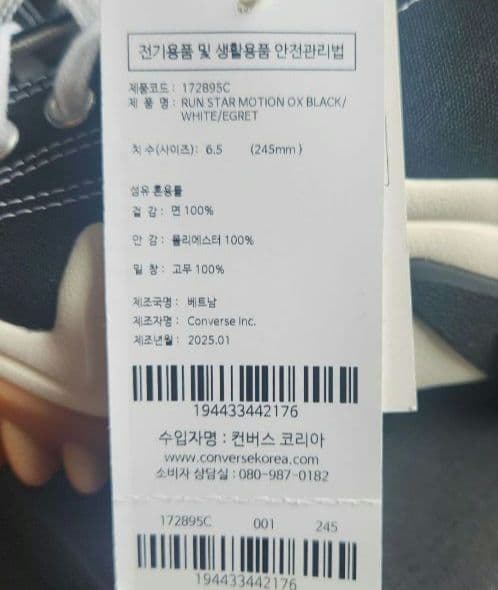 전기용품 및 생활용품 안전관리법
제품코드 : 172895C
제 품 명 : RUN STAR MOTION OX BLACK/
WHITE/EGRET
치 수(사이즈) : 6.5 (245mm)
섬유 혼용률
겉 감 : 면 100%
안 감 : 폴리에스터 100%
밑 창 : 고무 100%
제조국명 : 베트남
제조자명 : Converse Inc.
제조년월 : 2025.01
194433442176
수입자명 : 컨버스 코리아
www.conversekorea.com
소비자 상담실 : 080-987-0182
172895C 001 245
194433442176